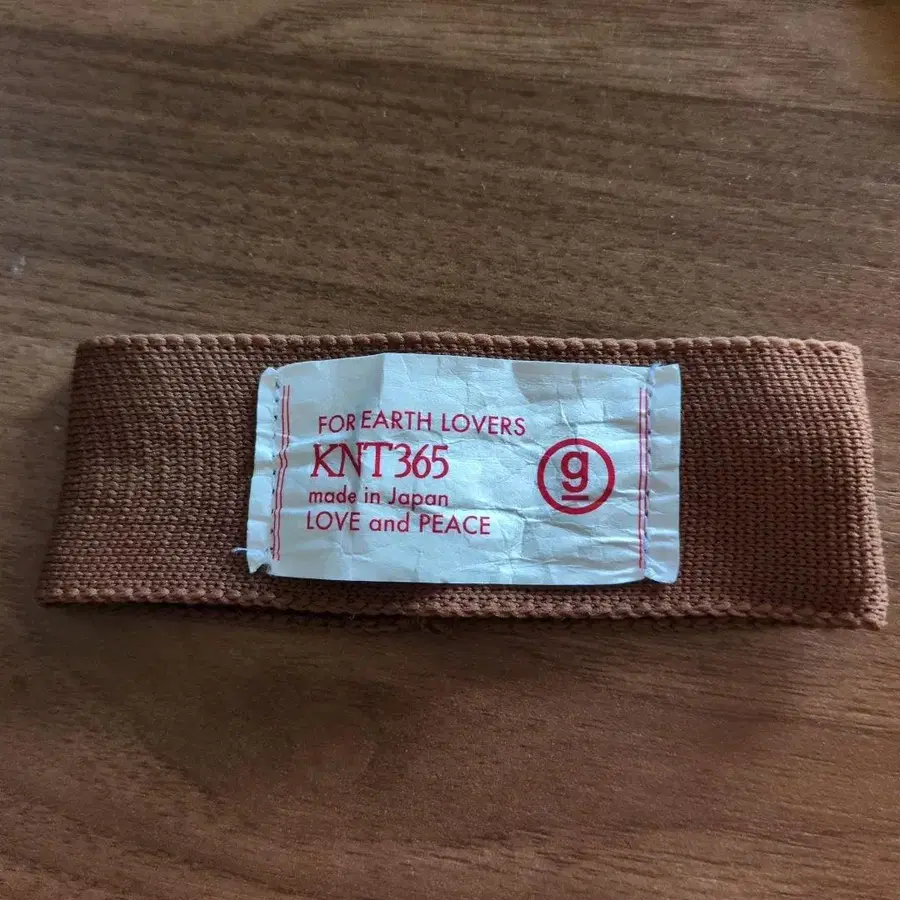 FOR EARTH LOVERS
KNT365
made in Japan
LOVE and PEACE
g